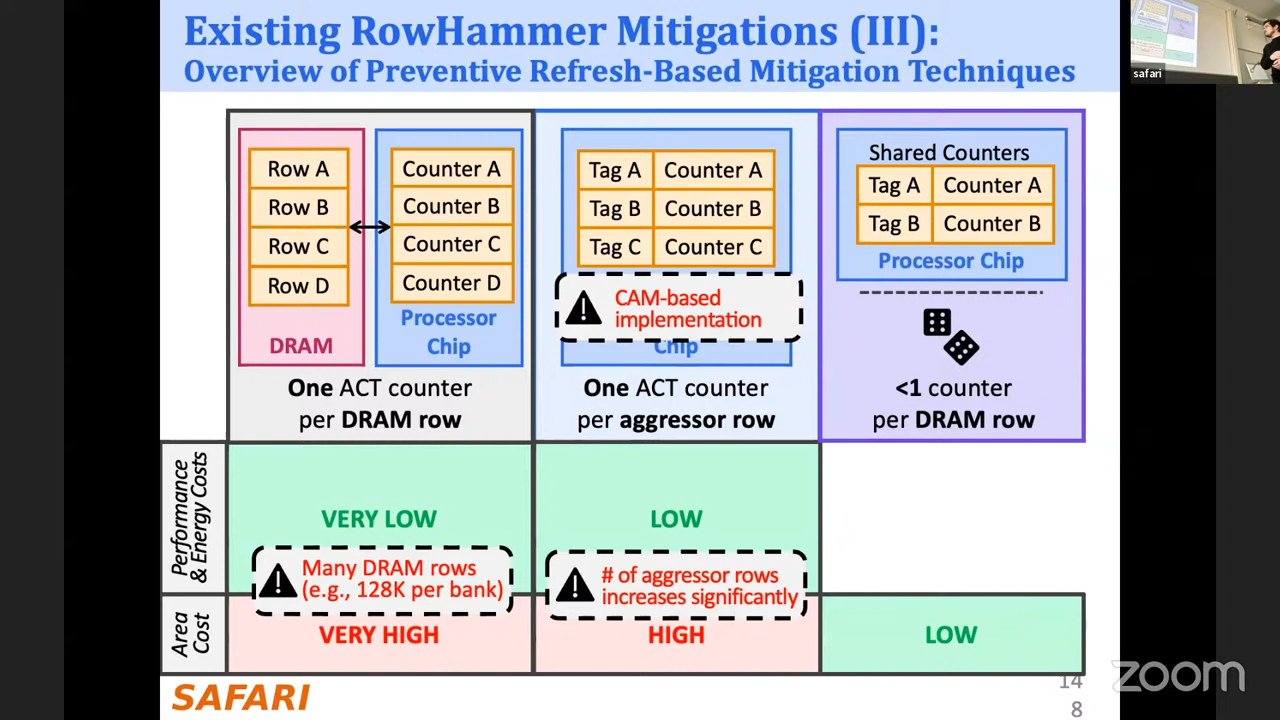 Existing RowHammer Mitigations (III):
Overview of Preventive Refresh-Based Mitigation Techniques
safari
Row A
Row B
Row C
Row D
DRAM
Counter A
Counter B
Counter C
Counter D
Processor
Chip
One ACT counter
per DRAM row
Tag A Counter A
Tag B Counter B
Tag C Counter C
CAM-based
implementation
Chip
One ACT counter
per aggressor row
Shared Counters
Tag A Counter A
Tag B Counter B
Processor Chip
<1 counter
per DRAM row
Performance
& Energy Costs
VERY LOW
LOW
Many DRAM rows
(e.g., 128K per bank)
# of aggressor rows
increases significantly
Area
Cost
VERY HIGH
HIGH
LOW
SAFARI
14
8
zoom